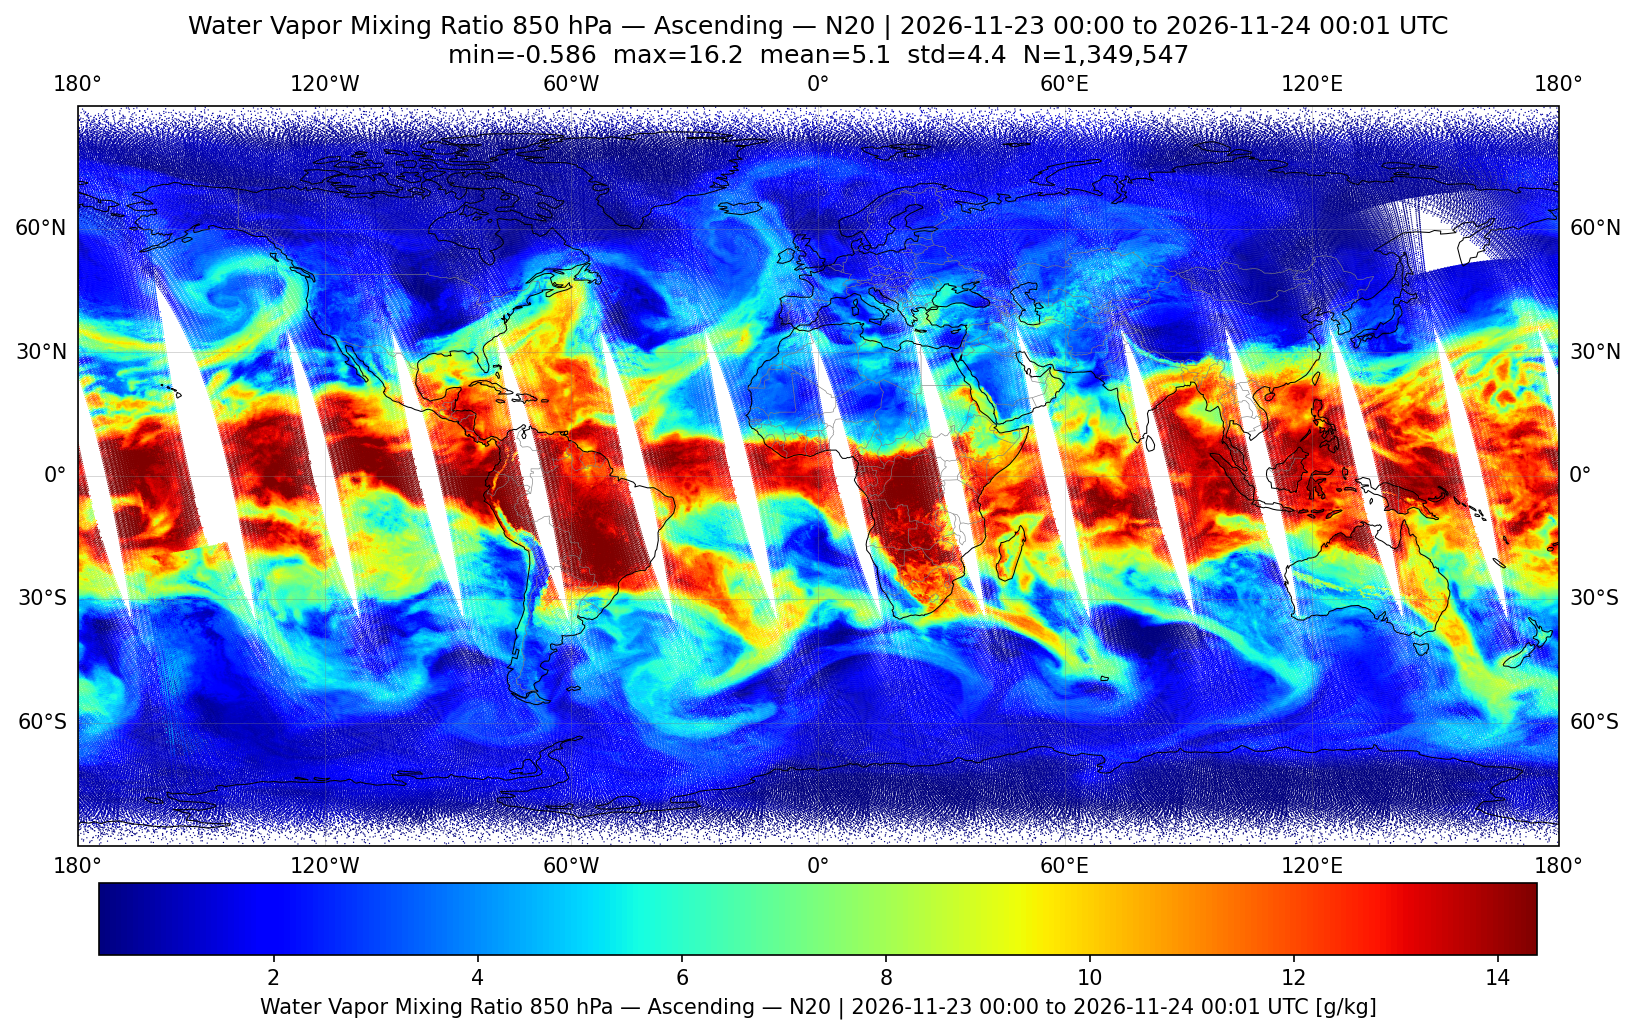 Water Vapor Mixing Ratio 850 hPa — Ascending — N20 | 2026-11-23 00:00 to 2026-11-24 00:01 UTC
min=-0.586 max=16.2 mean=5.1 std=4.4 N=1,349,547
180° 120°W 60°W 0° 60°E 120°E 180°
60°N 60°N
30°N 30°N
0° 0°
30°S 30°S
60°S 60°S
180° 120°W 60°W 0° 60°E 120°E 180°
2 4 6 8 10 12 14
Water Vapor Mixing Ratio 850 hPa — Ascending — N20 | 2026-11-23 00:00 to 2026-11-24 00:01 UTC [g/kg]